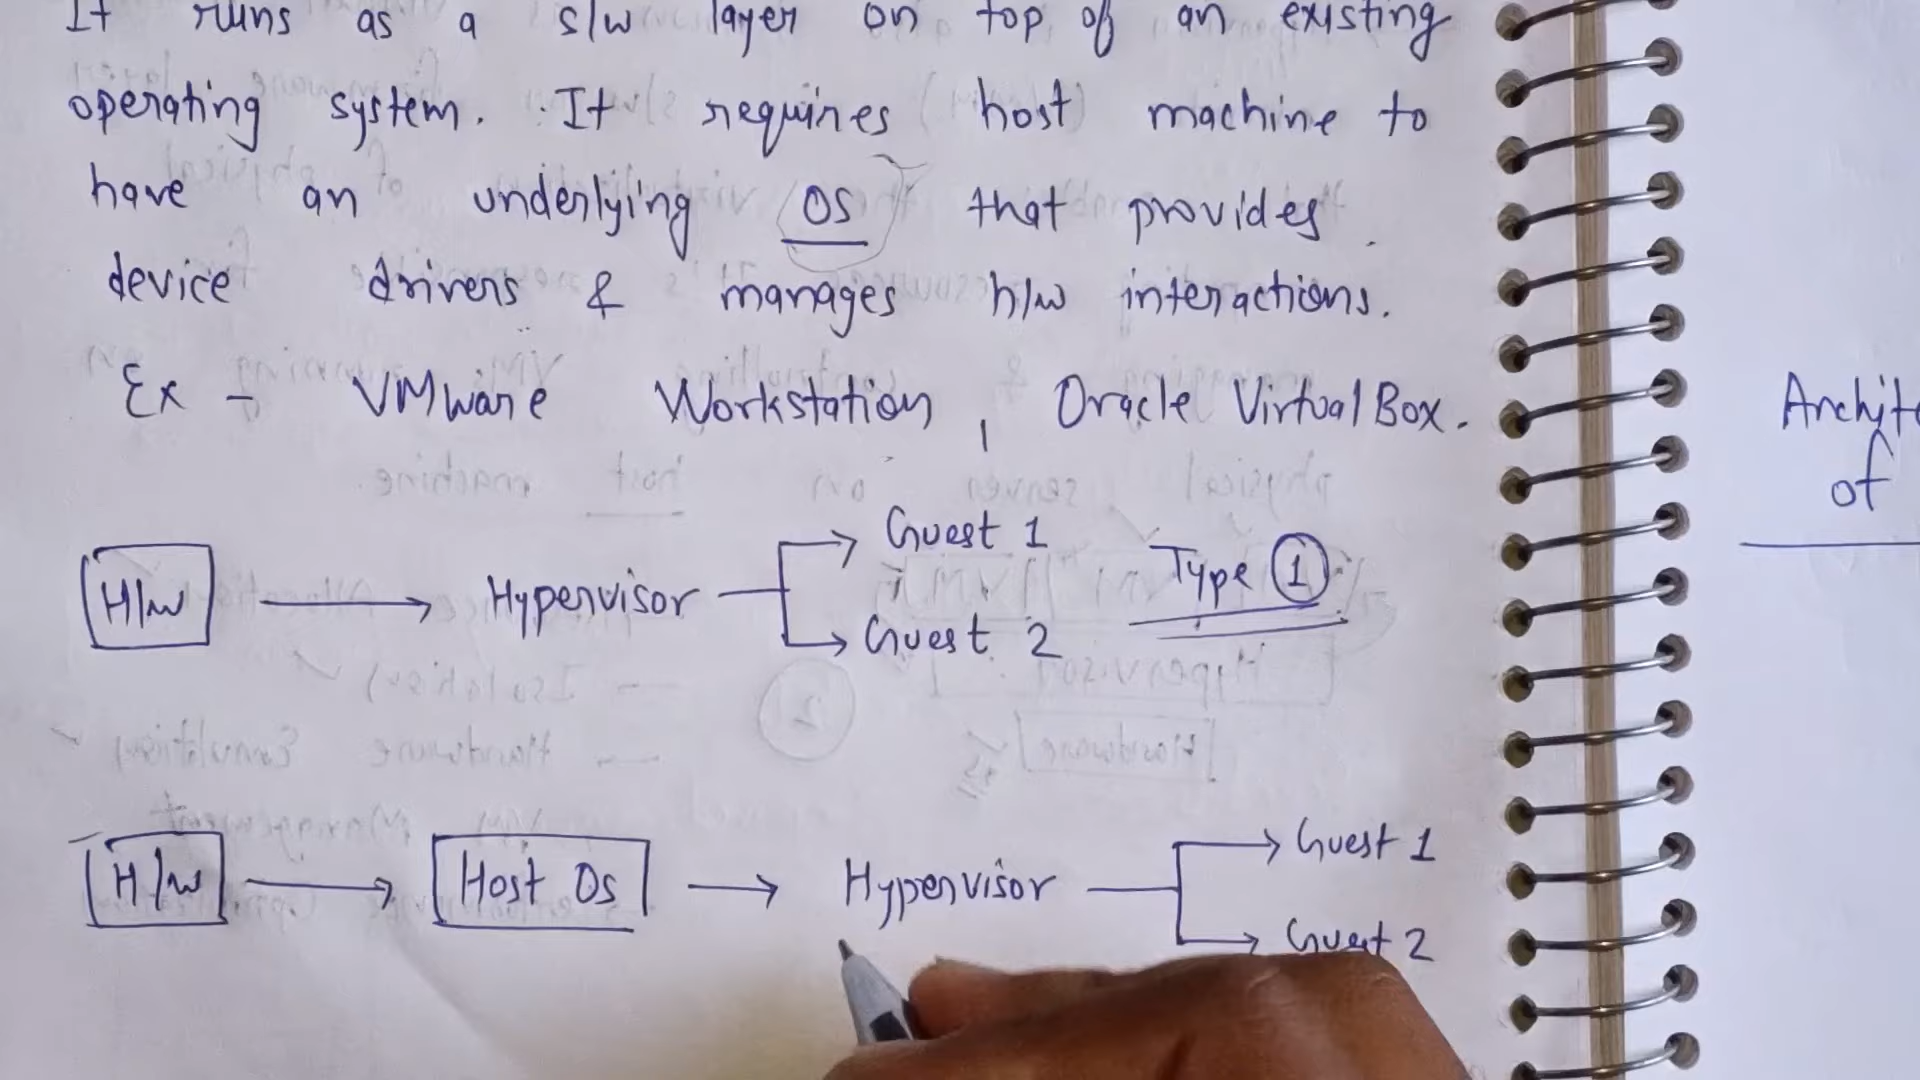 It runs as a s/w layer on top of an existing
operating system. It requires host machine to
have an underlying OS that provides
device drivers & manages h/w interactions.
Ex - VMware Workstation, Oracle VirtualBox.
H/w → Hypervisor → Guest 1
→ Guest 2
Type 1
H/w → Host OS → Hypervisor → Guest 1
→ Guest 2
of